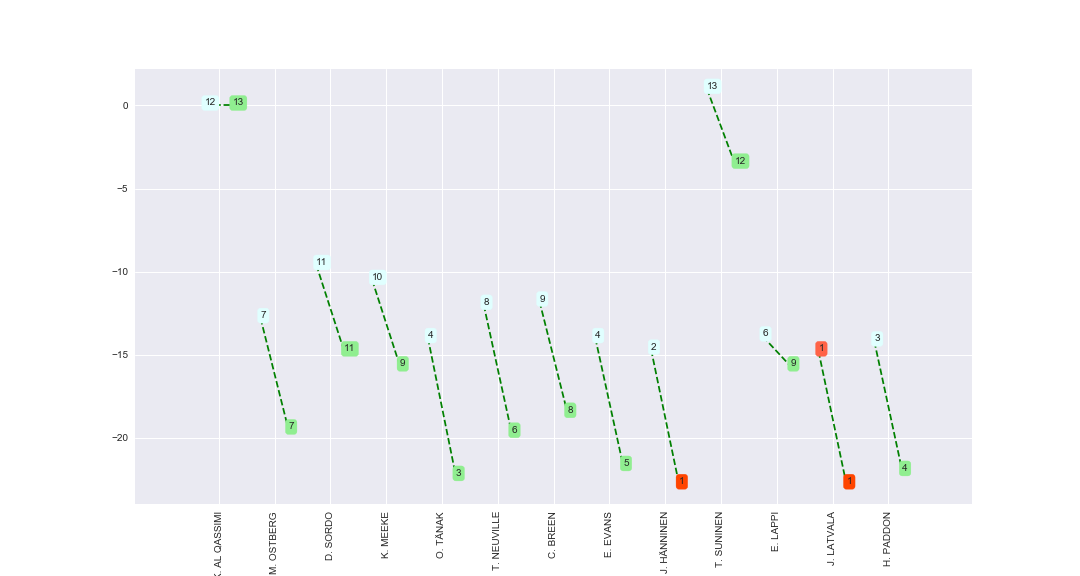 0
−5
−10
−15
−20
12
13
7
7
11
11
10
9
4
3
8
6
9
8
4
5
2
1
13
12
6
9
1
1
3
4
. AL QASSIMI
M. OSTBERG
D. SORDO
K. MEEKE
O. TÄNAK
T. NEUVILLE
C. BREEN
E. EVANS
J. HÄNNINEN
T. SUNINEN
E. LAPPI
J. LATVALA
H. PADDON